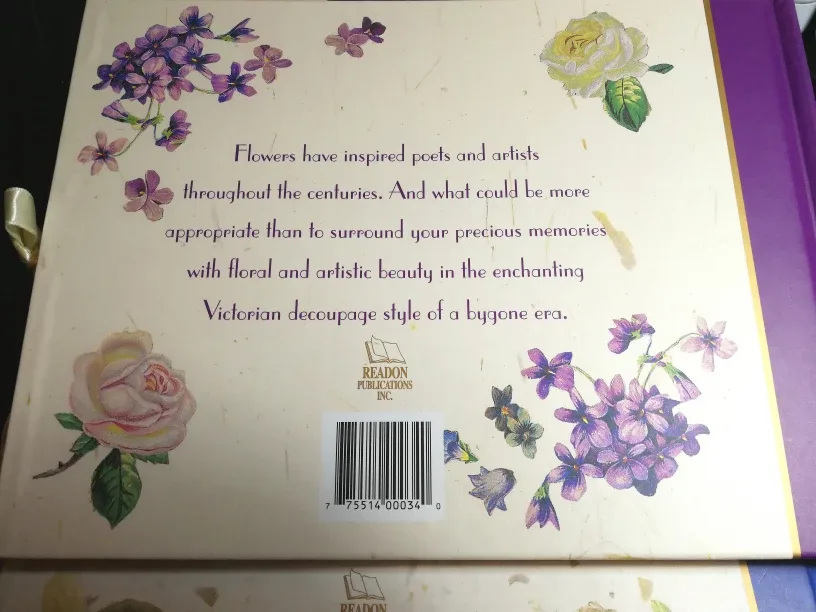 Flowers have inspired poets and artists
throughout the centuries. And what could be more
appropriate than to surround your precious memories
with floral and artistic beauty in the enchanting
Victorian decoupage style of a bygone era.
READON
PUBLICATIONS
INC.
7 75514 00034 0
READON